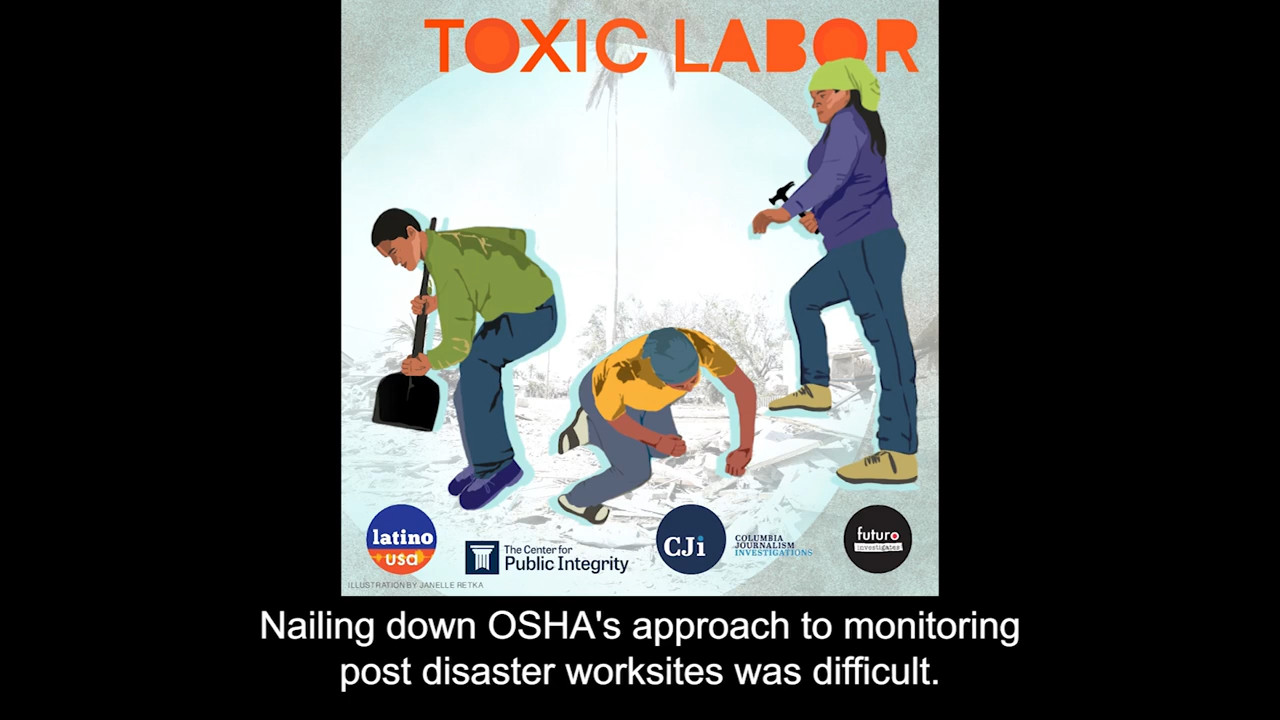 TOXIC LABOR
latino
usa
The Center for
Public Integrity
CJi
COLUMBIA
JOURNALISM
INVESTIGATIONS
futuro
investigates
ILLUSTRATION BY JANELLE RETKA
Nailing down OSHA's approach to monitoring
post disaster worksites was difficult.